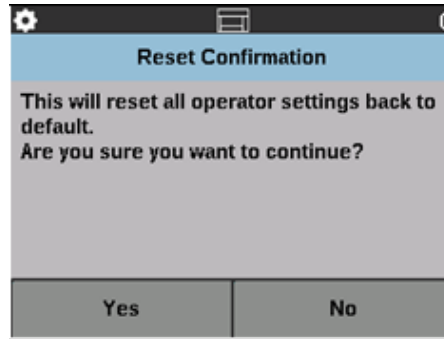 Reset Confirmation
This will reset all operator settings back to
default.
Are you sure you want to continue?
Yes
No